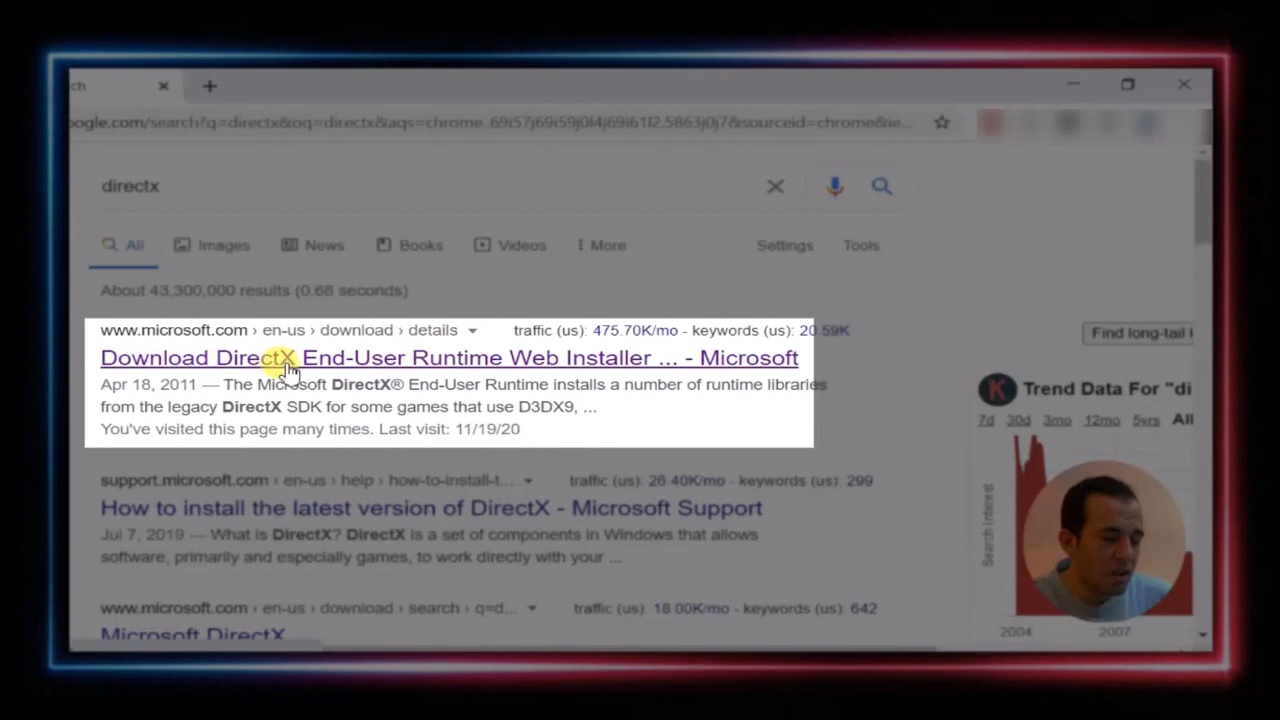 ch
oogle.com/search?q=directx&oq=directx&aqs=chrome..69i57j69i59j0l4j69i61l2.5863j0j7&sourceid=chrome&ie...
directx
All Images News Books Videos More Settings Tools
About 43,300,000 results (0.68 seconds)
www.microsoft.com › en-us › download › details traffic (us): 475.70K/mo - keywords (us): 20.59K
Find long-tail
Download DirectX End-User Runtime Web Installer ... - Microsoft
Apr 18, 2011 — The Microsoft DirectX® End-User Runtime installs a number of runtime libraries
from the legacy DirectX SDK for some games that use D3DX9, ...
You've visited this page many times. Last visit: 11/19/20
K Trend Data For "di
7d 30d 3mo 12mo 5yrs All
support.microsoft.com › en-us › help › how-to-install-t... traffic (us): 26.40K/mo - keywords (us): 299
How to install the latest version of DirectX - Microsoft Support
Jul 7, 2019 — What is DirectX? DirectX is a set of components in Windows that allows
software, primarily and especially games, to work directly with your ...
Search Interest
www.microsoft.com › en-us › download › search › q=d... traffic (us): 18.00K/mo - keywords (us): 642
Microsoft DirectX
2004 2007